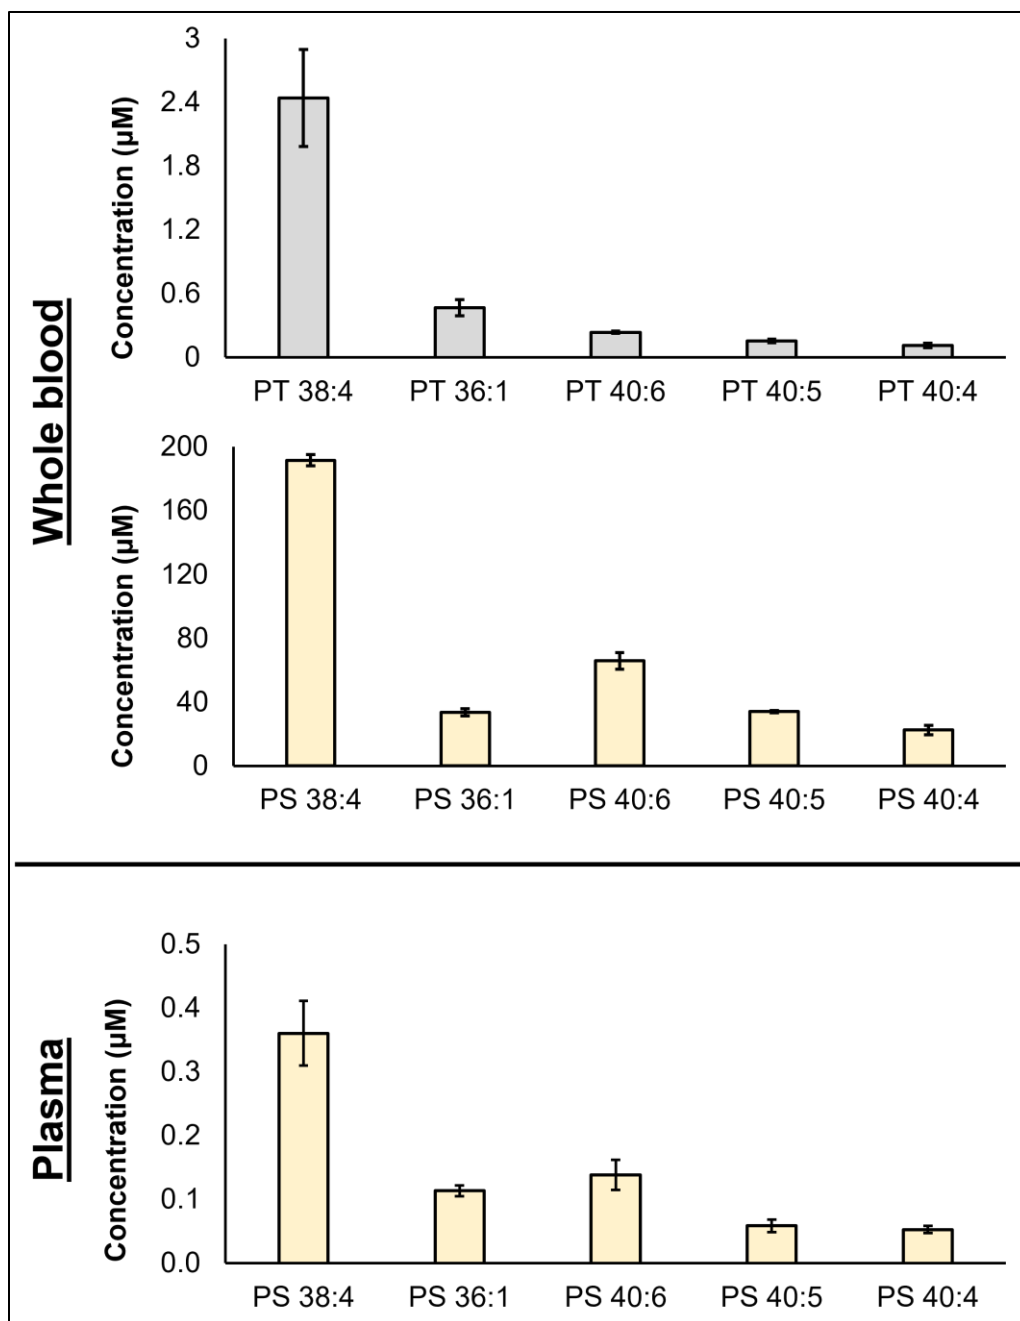 Whole blood
Concentration (μM)
3
2.4
1.8
1.2
0.6
0
PT 38:4 PT 36:1 PT 40:6 PT 40:5 PT 40:4
Concentration (μM)
200
160
120
80
40
0
PS 38:4 PS 36:1 PS 40:6 PS 40:5 PS 40:4
Plasma
Concentration (μM)
0.5
0.4
0.3
0.2
0.1
0.0
PS 38:4 PS 36:1 PS 40:6 PS 40:5 PS 40:4